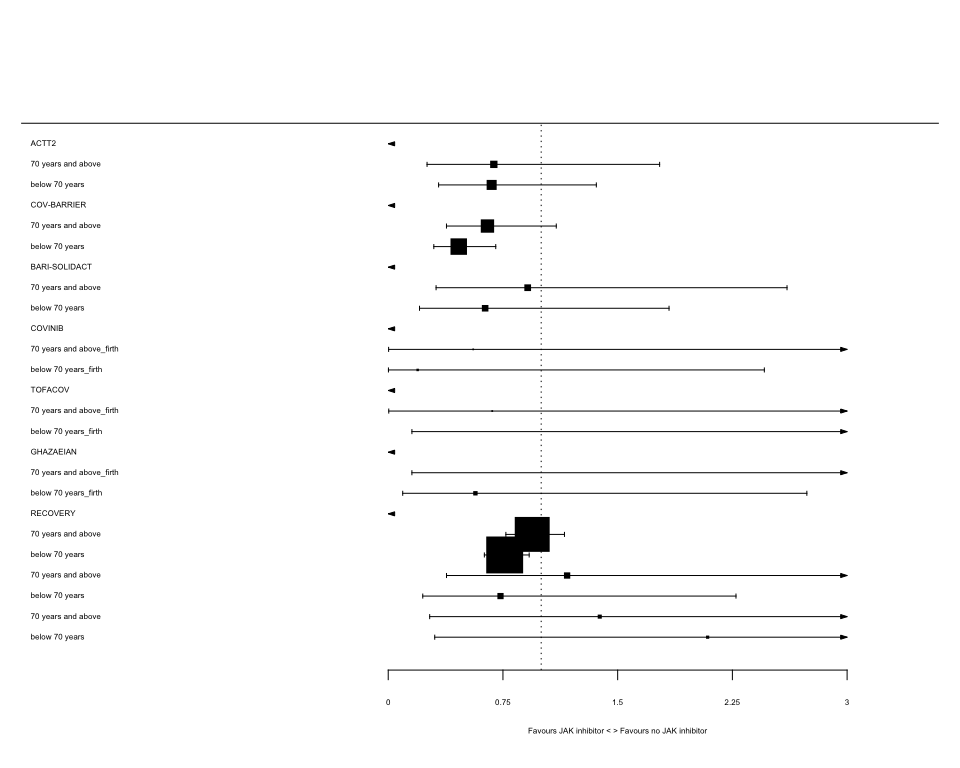 ACTT2
70 years and above
below 70 years
COV-BARRIER
70 years and above
below 70 years
BARI-SOLIDACT
70 years and above
below 70 years
COVINIB
70 years and above_firth
below 70 years_firth
TOFACOV
70 years and above_firth
below 70 years_firth
GHAZAEIAN
70 years and above_firth
below 70 years_firth
RECOVERY
70 years and above
below 70 years
70 years and above
below 70 years
70 years and above
below 70 years
0 0.75 1.5 2.25 3
Favours JAK inhibitor < > Favours no JAK inhibitor